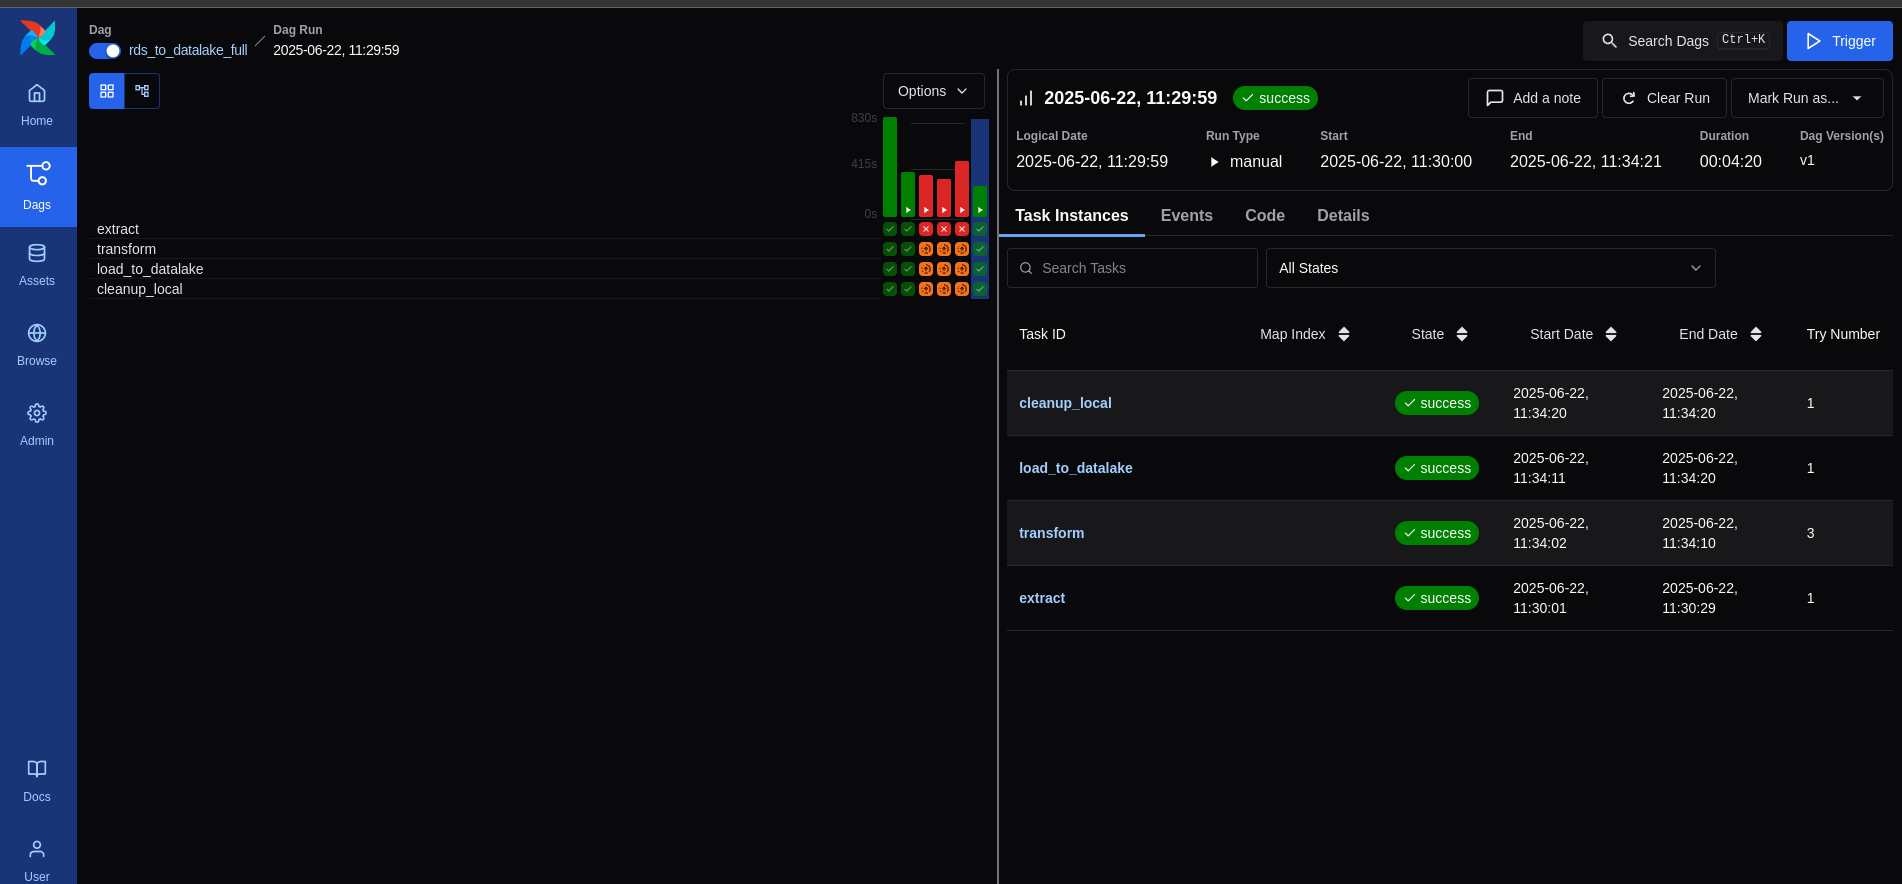 Dag
rds_to_datalake_full
Dag Run
2025-06-22, 11:29:59
Search Dags Ctrl+K
Trigger
Home
Dags
Assets
Browse
Admin
Docs
User
Options
830s
415s
0s
extract
transform
load_to_datalake
cleanup_local
2025-06-22, 11:29:59 success
Add a note
Clear Run
Mark Run as...
Logical Date Run Type Start End Duration Dag Version(s)
2025-06-22, 11:29:59 manual 2025-06-22, 11:30:00 2025-06-22, 11:34:21 00:04:20 v1
Task Instances Events Code Details
Search Tasks
All States
Task ID Map Index State Start Date End Date Try Number
cleanup_local success 2025-06-22, 2025-06-22, 1
11:34:20 11:34:20
load_to_datalake success 2025-06-22, 2025-06-22, 1
11:34:11 11:34:20
transform success 2025-06-22, 2025-06-22, 3
11:34:02 11:34:10
extract success 2025-06-22, 2025-06-22, 1
11:30:01 11:30:29